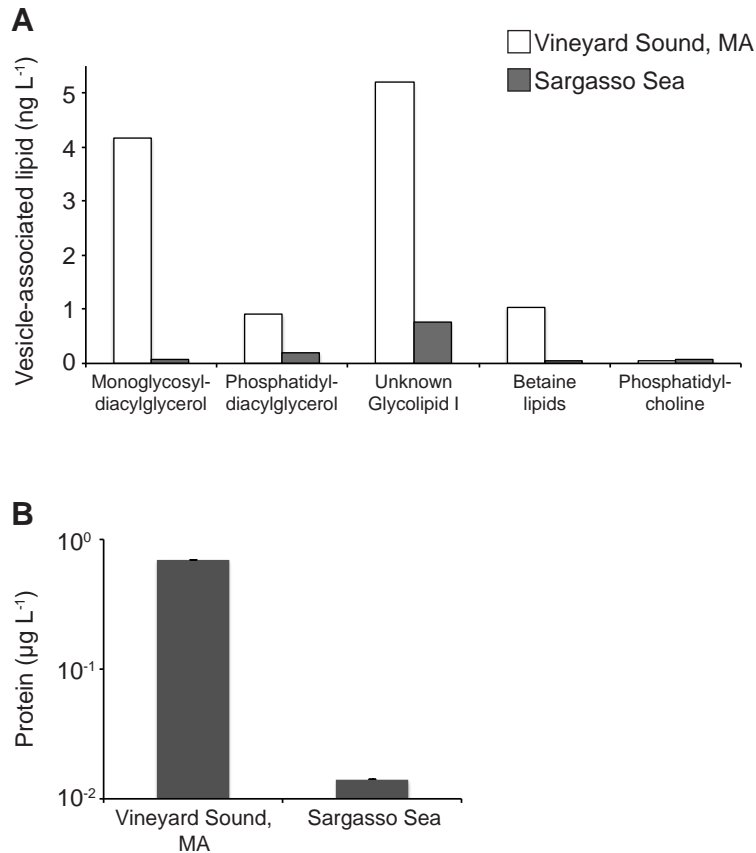 A
Vineyard Sound, MA
Sargasso Sea
Vesicle-associated lipid (ng L⁻¹)
5
4
3
2
1
0
Monoglycosyl-
diacylglycerol
Phosphatidyl-
diacylglycerol
Unknown
Glycolipid I
Betaine
lipids
Phosphatidyl-
choline
B
Protein (µg L⁻¹)
10⁰
10⁻¹
10⁻²
Vineyard Sound,
MA
Sargasso Sea